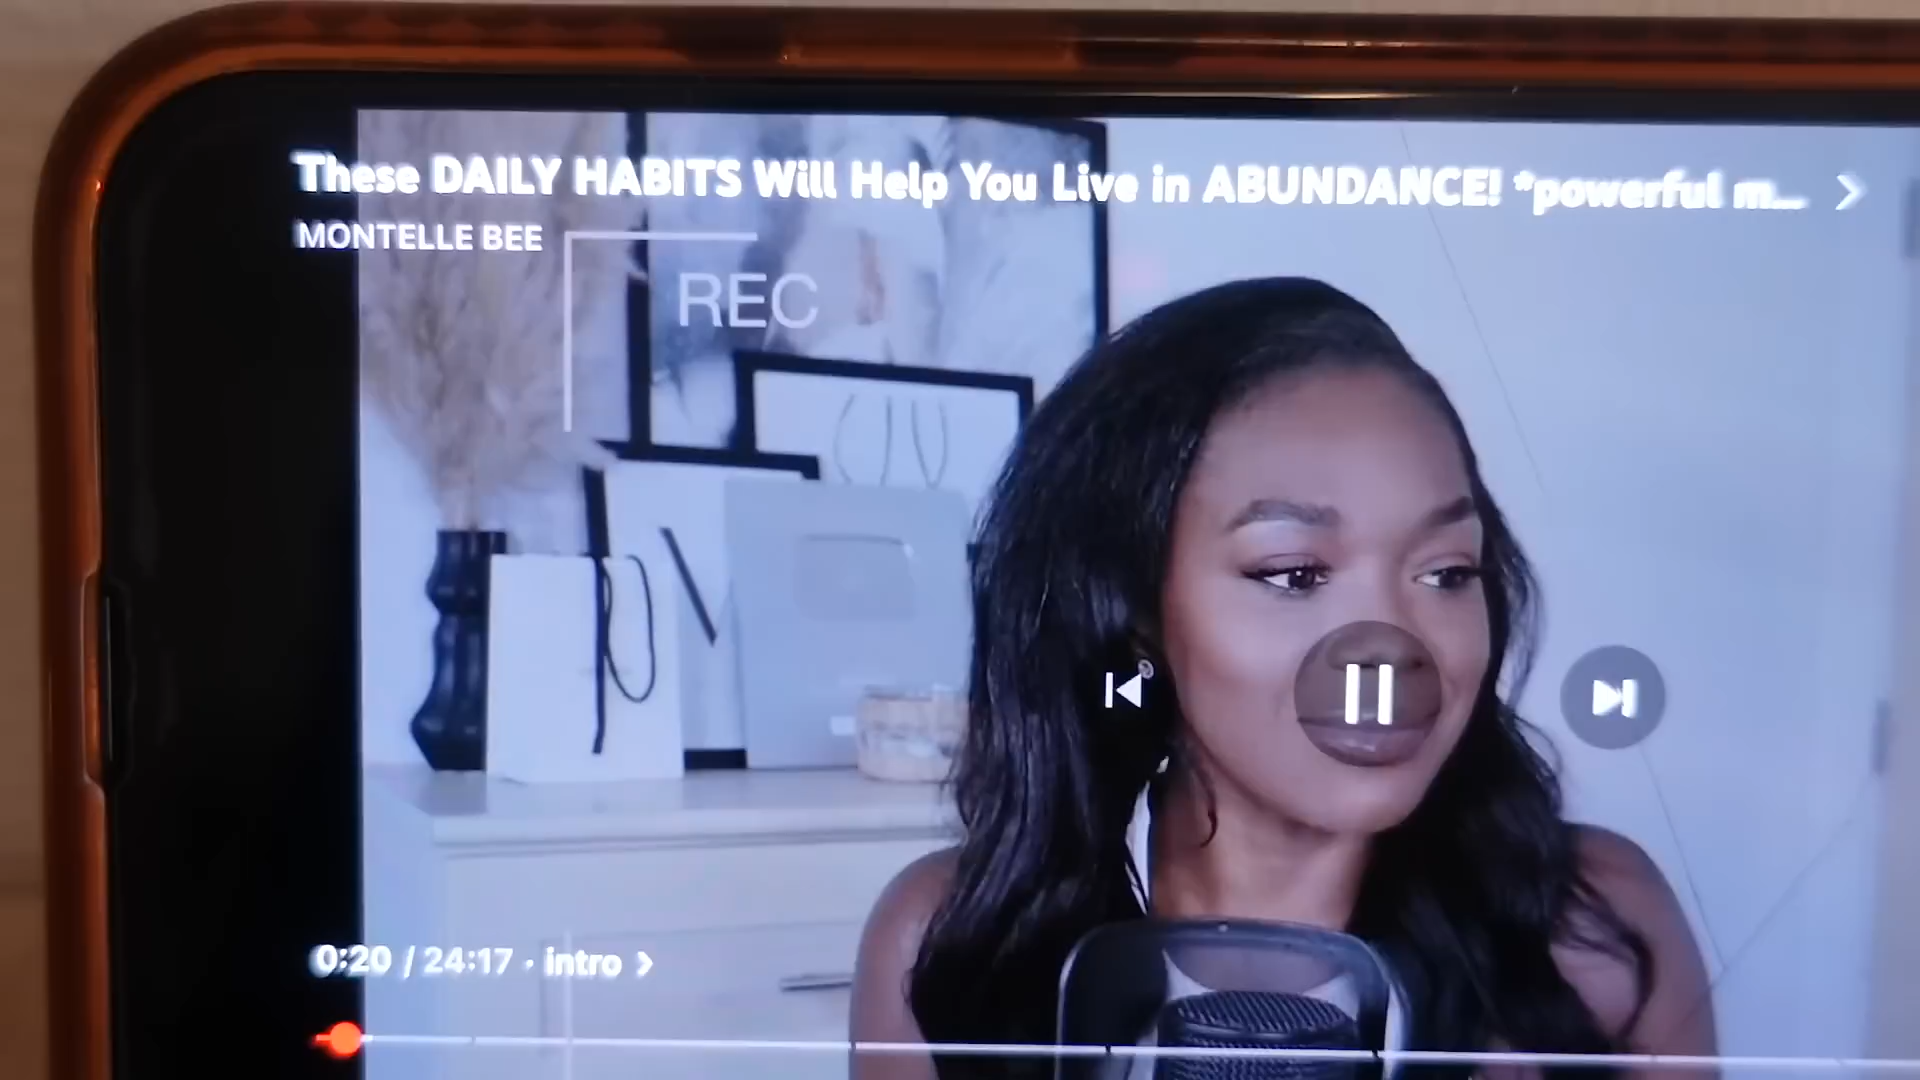 These DAILY HABITS Will Help You Live in ABUNDANCE! *powerful m...
MONTELLE BEE
REC
0:20 / 24:17 · intro